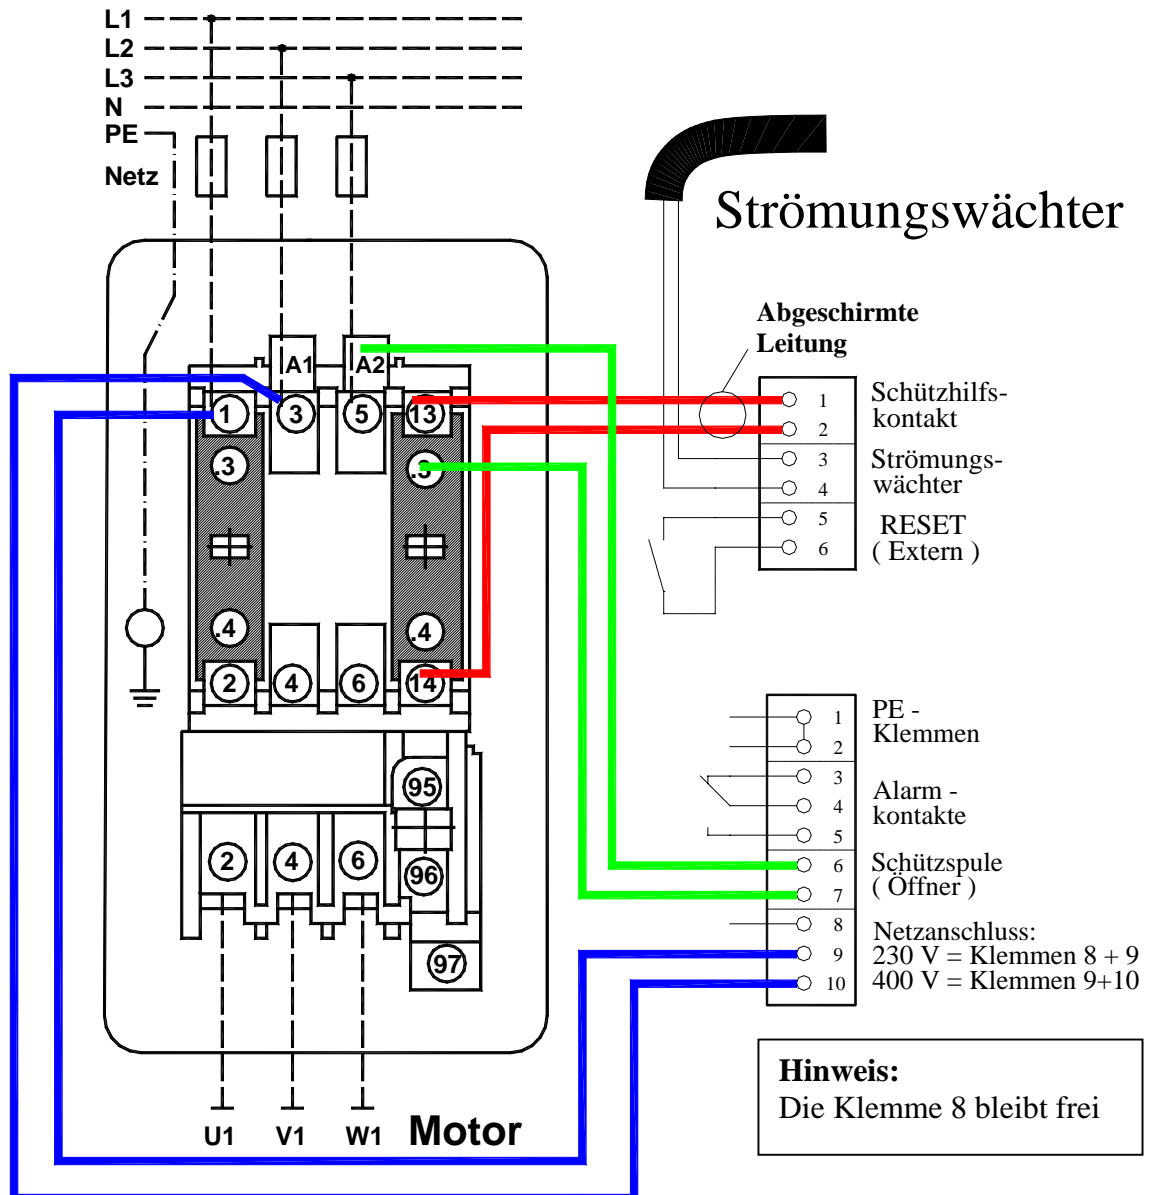 L1
L2
L3
N
PE
Netz
Strömungswächter
Abgeschirmte
Leitung
A1
A2
1
3
5
13
.3
.3
.4
.4
2
4
6
14
95
2
4
6
96
97
U1
V1
W1
Motor
1
2
3
4
5
6
Schützhilfs-
kontakt
Strömungs-
wächter
RESET
( Extern )
1
2
3
4
5
6
7
8
9
10
PE -
Klemmen
Alarm -
kontakte
Schützspule
( Öffner )
Netzanschluss:
230 V = Klemmen 8 + 9
400 V = Klemmen 9+10
Hinweis:
Die Klemme 8 bleibt frei